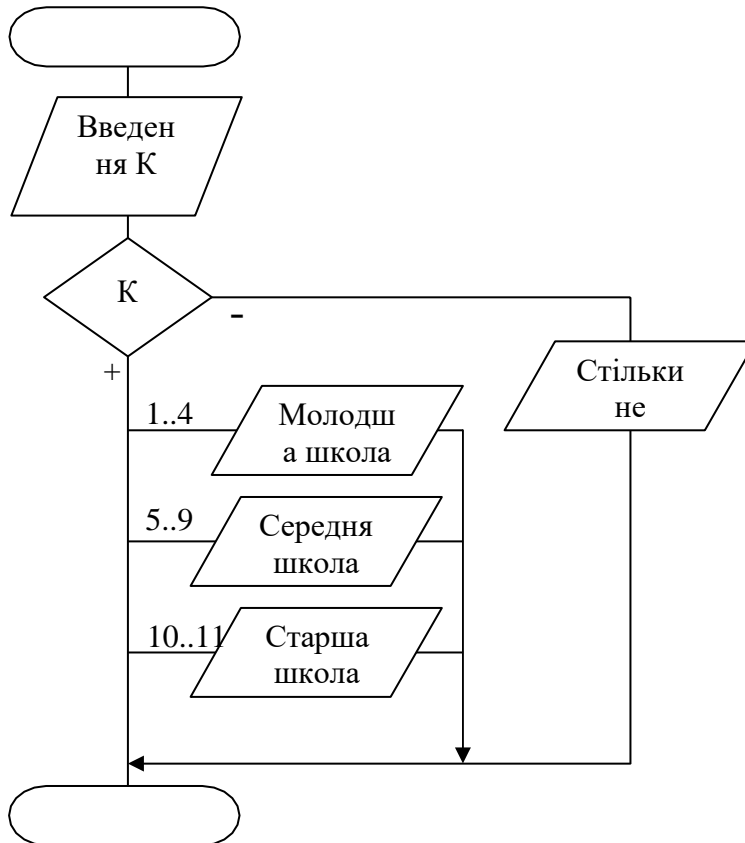 Введен
ня К
К
-
+
Стільки
не
1..4
Молодш
а школа
5..9
Середня
школа
10..11
Старша
школа